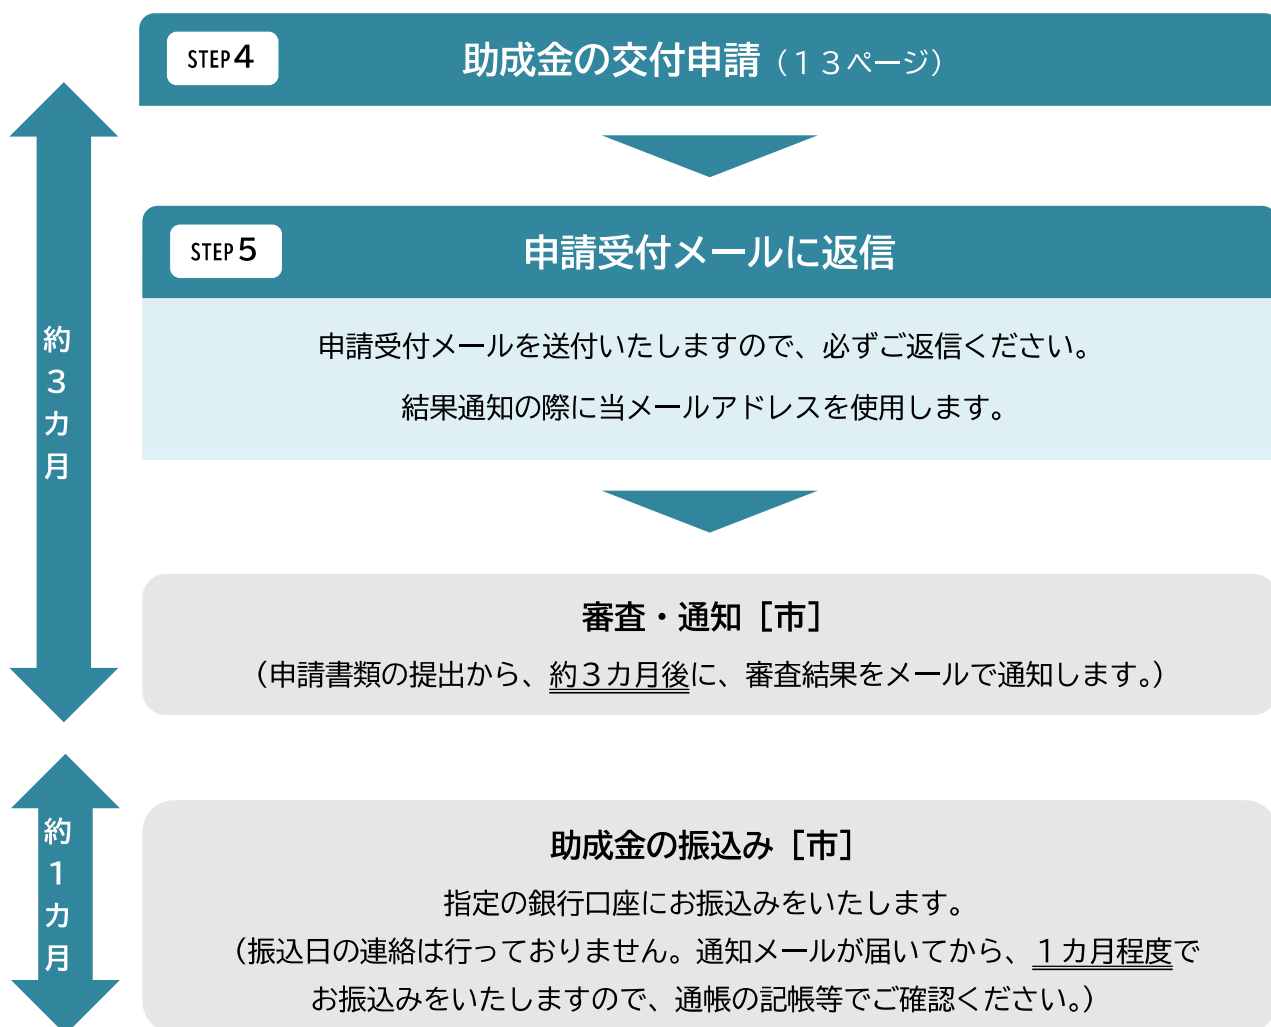 STEP4
助成金の交付申請（１３ページ）
STEP5
申請受付メールに返信
申請受付メールを送付いたしますので、必ずご返信ください。
結果通知の際に当メールアドレスを使用します。
約３カ月
審査・通知［市］
（申請書類の提出から、約３カ月後に、審査結果をメールで通知します。）
約１カ月
助成金の振込み［市］
指定の銀行口座にお振込みをいたします。
（振込日の連絡は行っておりません。通知メールが届いてから、１カ月程度で
お振込みをいたしますので、通帳の記帳等でご確認ください。）